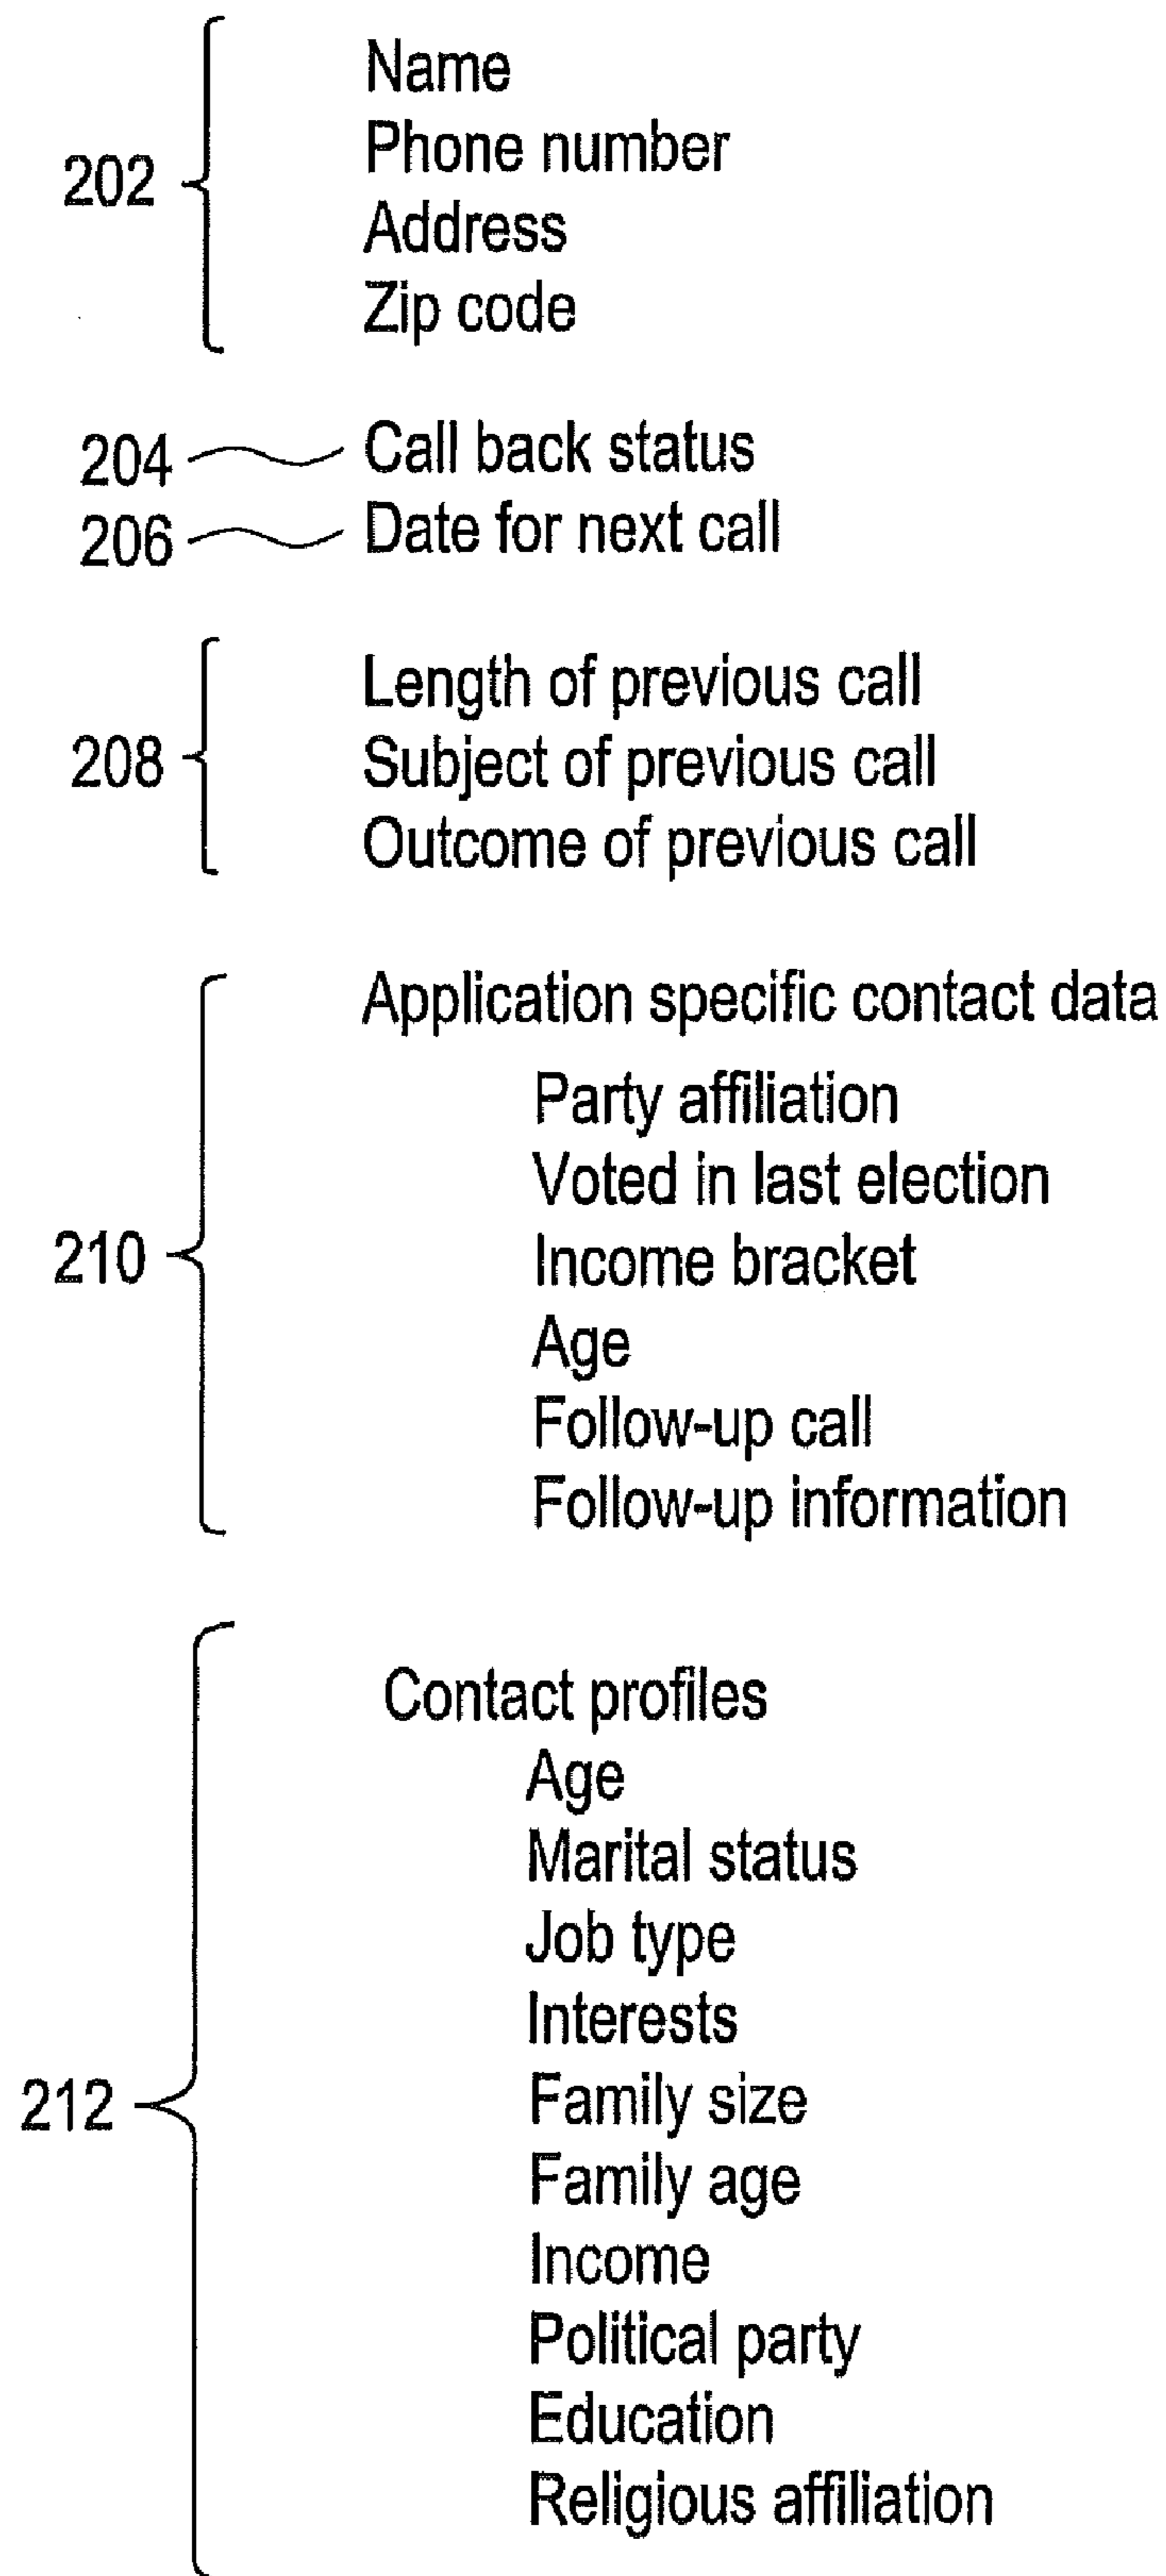 Name
Phone number
202
Address
Zip code
204 Call back status
206 Date for next call
Length of previous call
208 Subject of previous call
Outcome of previous call
Application specific contact data
Party affiliation
Voted in last election
210 Income bracket
Age
Follow-up call
Follow-up information
Contact profiles
Age
Marital status
Job type
Interests
212 Family size
Family age
Income
Political party
Education
Religious affiliation